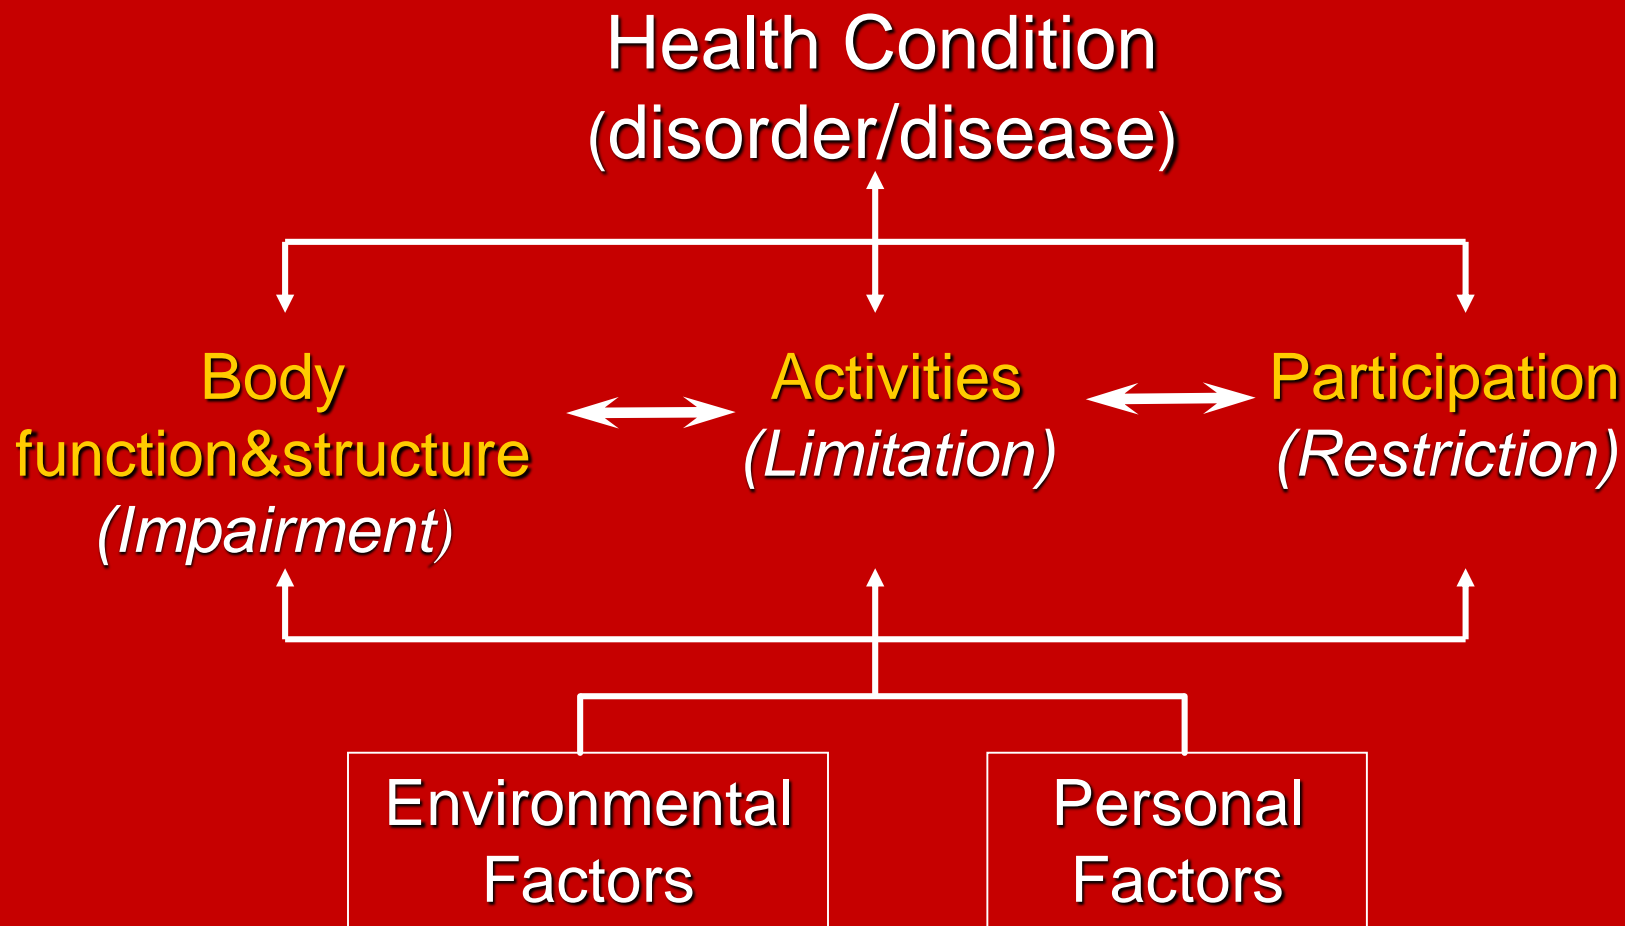 Health Condition
(disorder/disease)
Body
function&structure
(Impairment)
Activities
(Limitation)
Participation
(Restriction)
Environmental
Factors
Personal
Factors